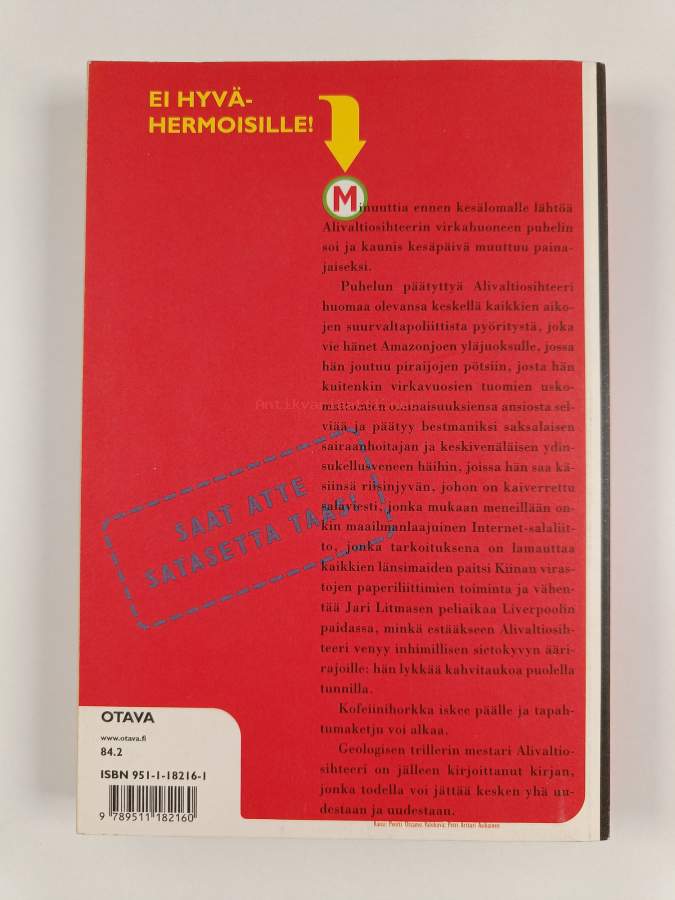 EI HYVÄ-
HERMOISILLE!
Minuuttia ennen kesälomalle lähtöä
Alivaltiosihteerin virkahuoneen puhelin
soi ja kaunis kesäpäivä muuttuu paina-
jaiseksi.
Puhelun päätyttyä Alivaltiosihteeri
huomaa olevansa keskellä kaikkien aiko-
jen suurvaltapoliittista pyöritystä, joka
vie hänet Amazonjoen yläjuoksulle, jossa
hän joutuu piraijojen pötsiin, josta hän
kuitenkin virkavuosien tuomien usko-
mattomien ominaisuuksiensa ansiosta sel-
viää ja päätyy bestmaniksi saksalaisen
sairaanhoitajan ja keskivenäläisen ydin-
sukellusveneen häihin, joissa hän saa kä-
siinsä riisinjyvän, johon on kaiverrettu
salaviesti, jonka mukaan meneillään on-
kin maailmanlaajuinen Internet-salaliit-
to, jonka tarkoituksena on lamauttaa
kaikkien länsimaiden paitsi Kiinan viras-
tojen paperiliittimien toiminta ja vähen-
tää Jari Litmasen peliaikaa Liverpoolin
paidassa, minkä estääkseen Alivaltiosih-
teeri venyy inhimillisen sietokyvyn ääri-
rajoille: hän lykkää kahvitaukoa puolella
tunnilla.
Kofeiinihorkka iskee päälle ja tapah-
tumaketju voi alkaa.
Geologisen trillerin mestari Alivaltio-
sihteeri on jälleen kirjoittanut kirjan,
jonka todella voi jättää kesken yhä uu-
destaan ja uudestaan.
SAAT ATTE
SATASETTA TAAS!
OTAVA
www.otava.fi
84.2
ISBN 951-1-18216-1
9 789511 182160